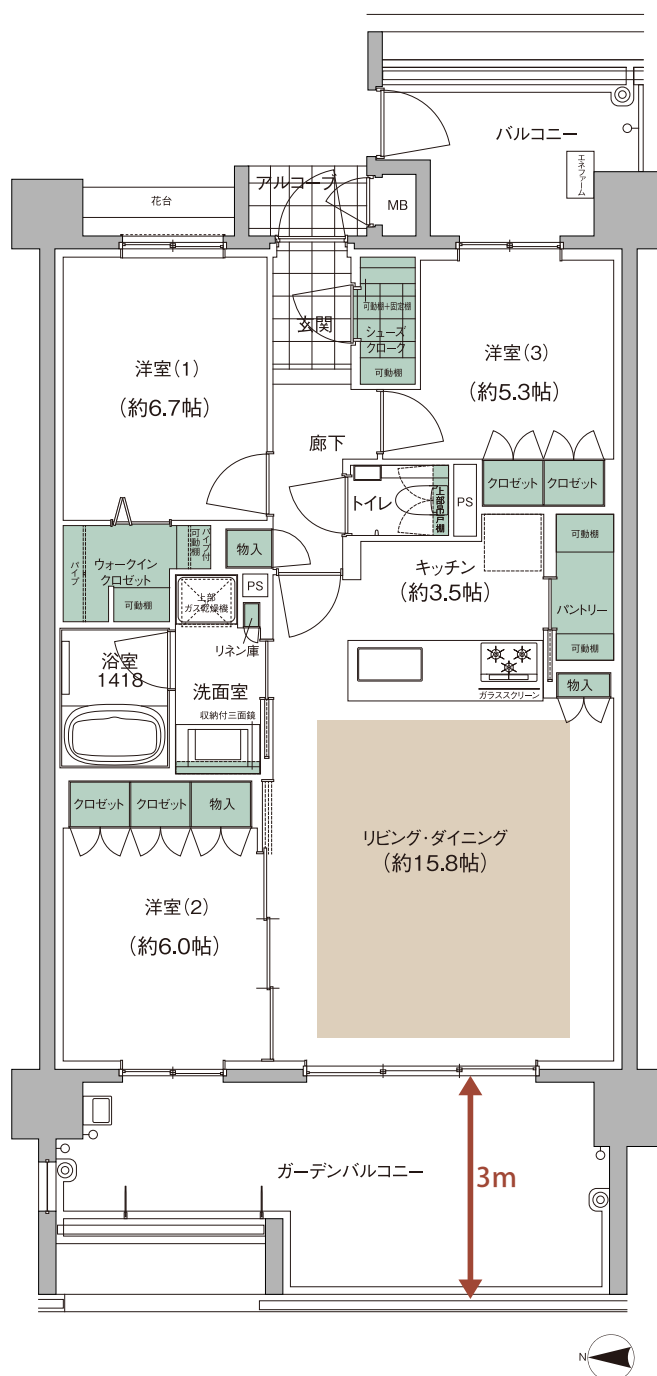 バルコニー
エネファーム
アルコーブ
MB
花台
可動棚+固定棚
シューズ
クローク
可動棚
玄関
洋室(1)
(約6.7帖)
洋室(3)
(約5.3帖)
廊下
トイレ
上部吊戸棚
PS
クロゼット
クロゼット
ウォークイン
クロゼット
パイプ
可動棚
パイプ付
可動棚
物入
キッチン
(約3.5帖)
可動棚
パントリー
可動棚
上部
ガス乾燥機
PS
リネン庫
浴室
1418
洗面室
収納付三面鏡
ガラススクリーン
物入
クロゼット
クロゼット
物入
リビング・ダイニング
(約15.8帖)
洋室(2)
(約6.0帖)
ガーデンバルコニー
3m
N